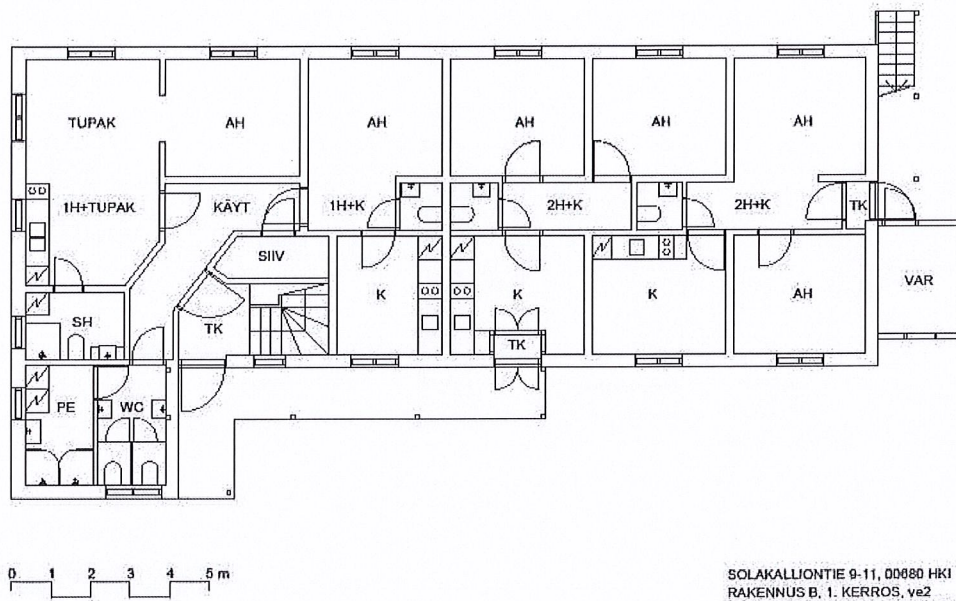 TUPAK
AH
AH
AH
AH
AH
1H+TUPAK
KÄYT
1H+K
2H+K
2H+K
TK
SIIV
VAR
SH
TK
K
K
TK
K
AH
PE
WC
0 1 2 3 4 5 m
SOLAKALLIONTIE 9-11, 00680 HKI
RAKENNUS B, 1. KERROS, ve2